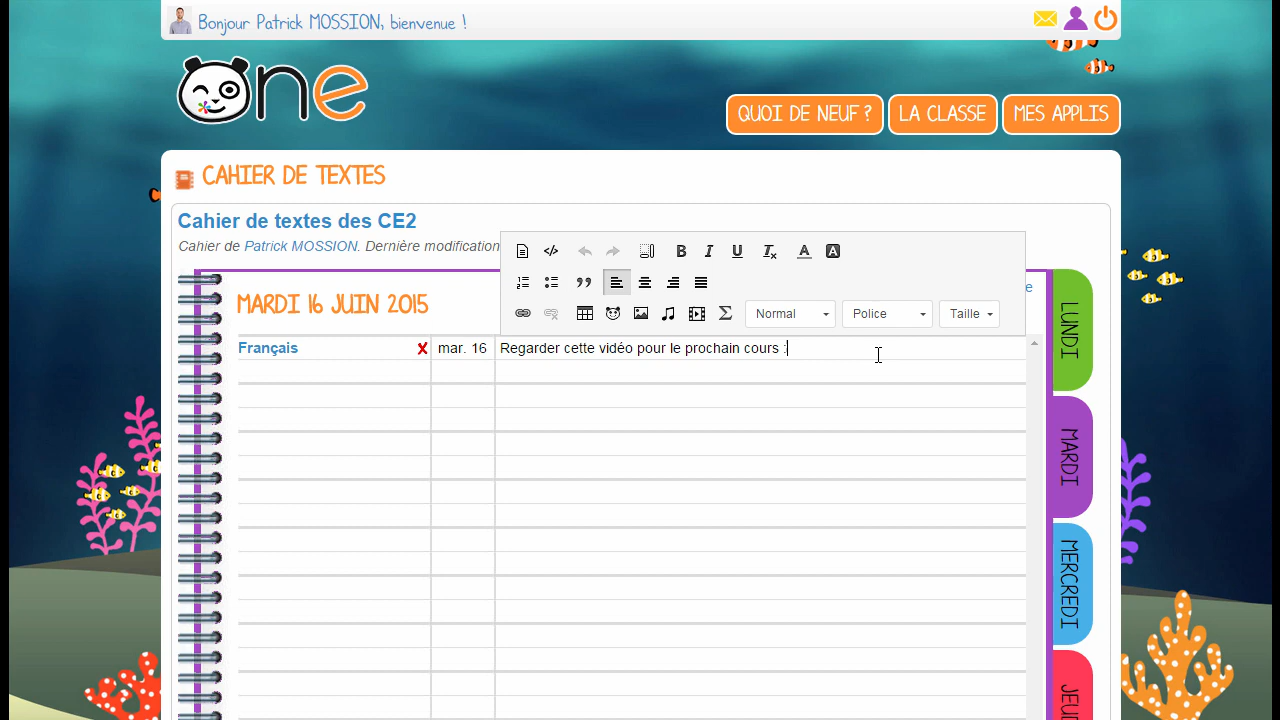 Bonjour Patrick MOSSION, bienvenue !
One
QUOI DE NEUF ?
LA CLASSE
MES APPLIS
CAHIER DE TEXTES
Cahier de textes des CE2
Cahier de Patrick MOSSION. Dernière modification
MARDI 16 JUIN 2015
Normal
Police
Taille
Français
mar. 16
Regarder cette vidéo pour le prochain cours :
LUNDI
MARDI
MERCREDI
JEUD